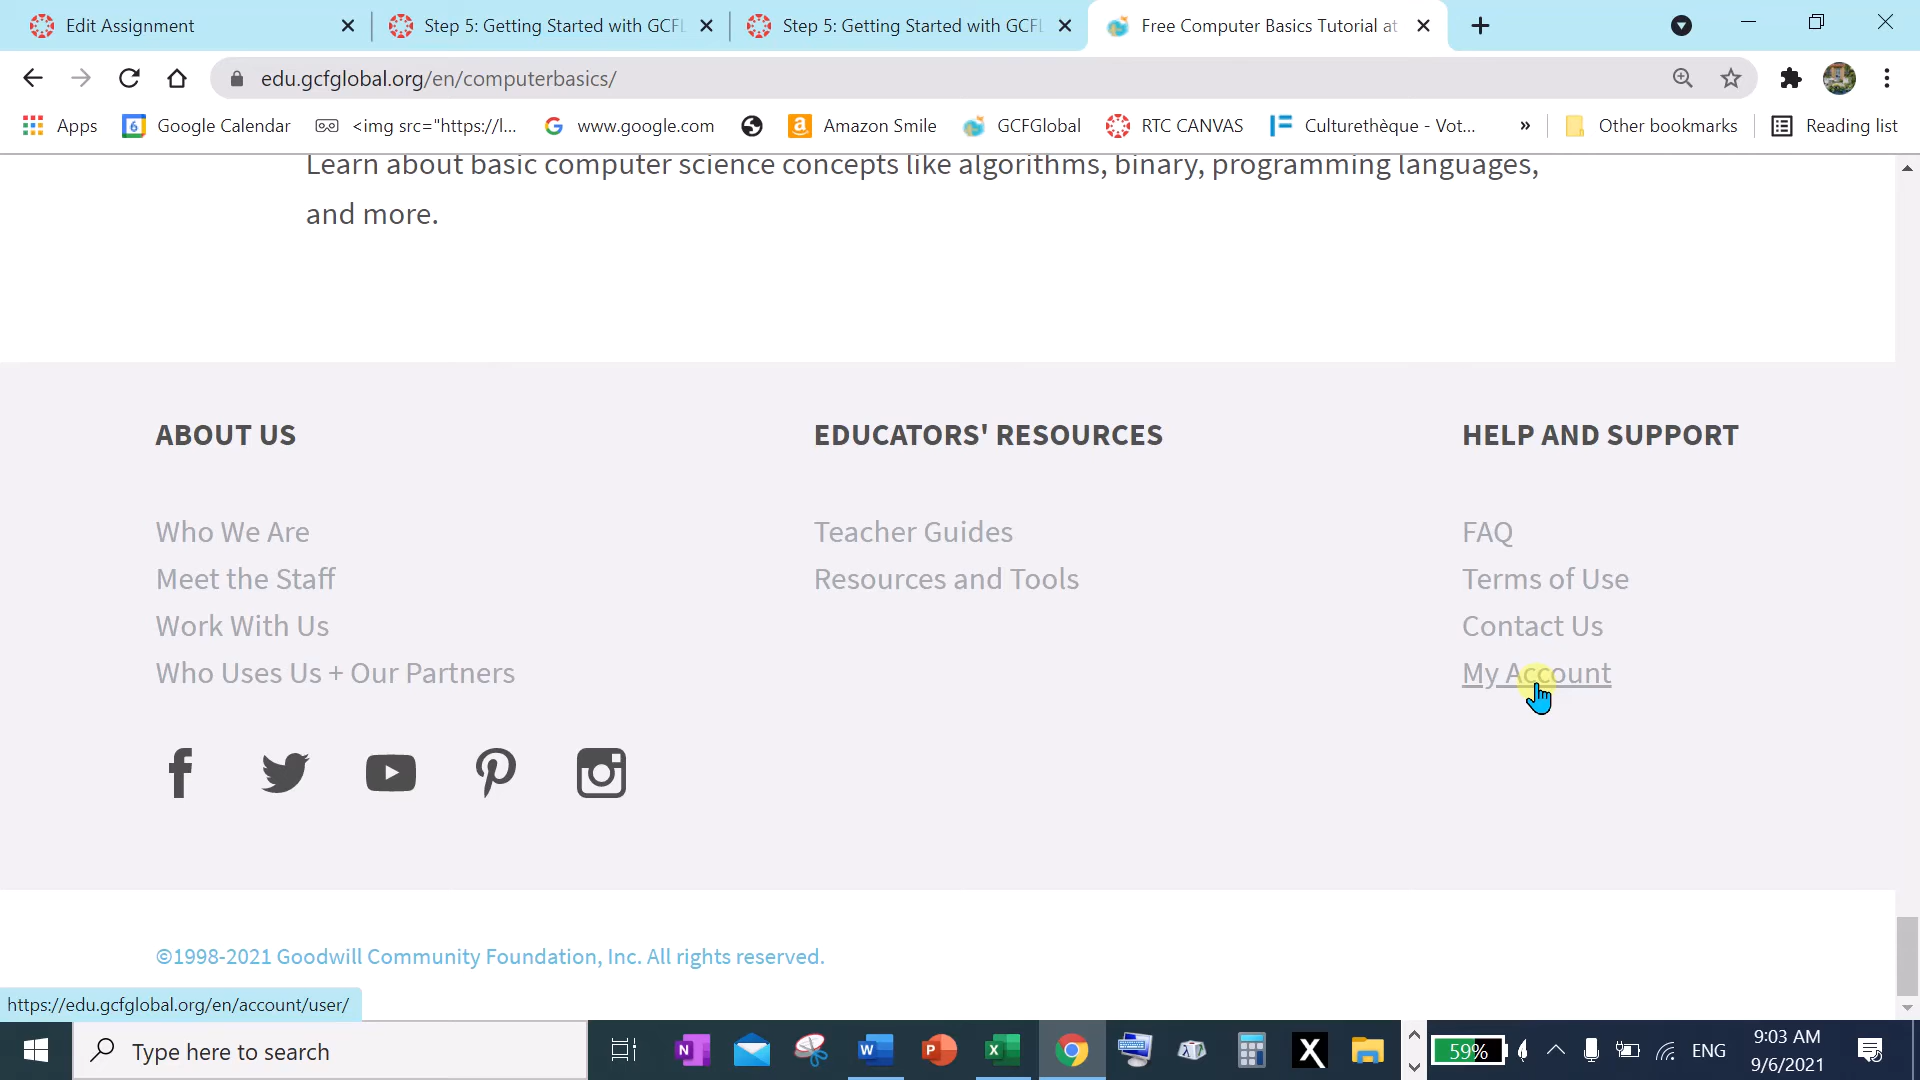 Edit Assignment
Step 5: Getting Started with GCFL
Step 5: Getting Started with GCFL
Free Computer Basics Tutorial at
edu.gcfglobal.org/en/computerbasics/
Apps
6
Google Calendar
<img src="https://l...
www.google.com
Amazon Smile
GCFGlobal
RTC CANVAS
Culturethèque - Vot...
»
Other bookmarks
Reading list
Learn about basic computer science concepts like algorithms, binary, programming languages,
and more.
ABOUT US
Who We Are
Meet the Staff
Work With Us
Who Uses Us + Our Partners
EDUCATORS' RESOURCES
Teacher Guides
Resources and Tools
HELP AND SUPPORT
FAQ
Terms of Use
Contact Us
My Account
©1998-2021 Goodwill Community Foundation, Inc. All rights reserved.
https://edu.gcfglobal.org/en/account/user/
Type here to search
59%
ENG
9:03 AM
9/6/2021